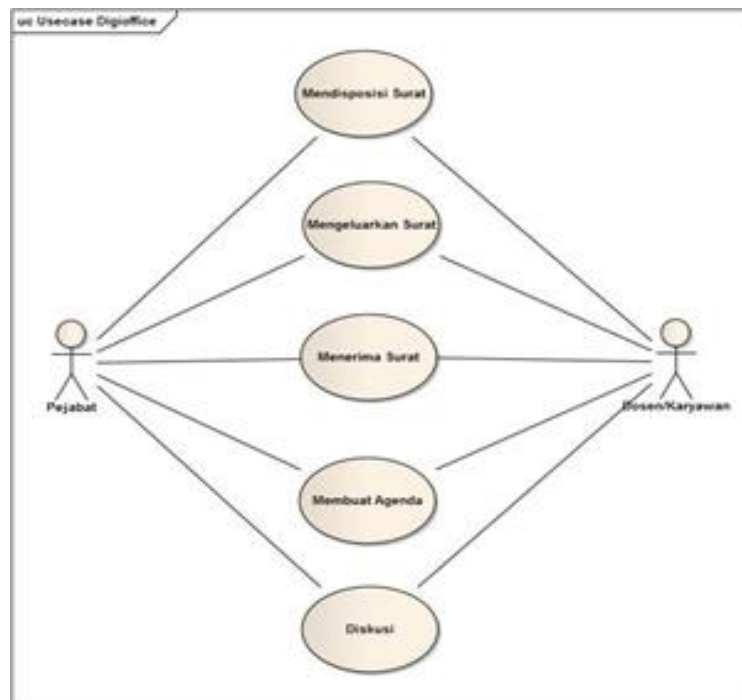 uc Usecase Digioffice
Mendisposisi Surat
Mengeluarkan Surat
Menerima Surat
Pejabat
Dosen/Karyawan
Membuat Agenda
Diskusi